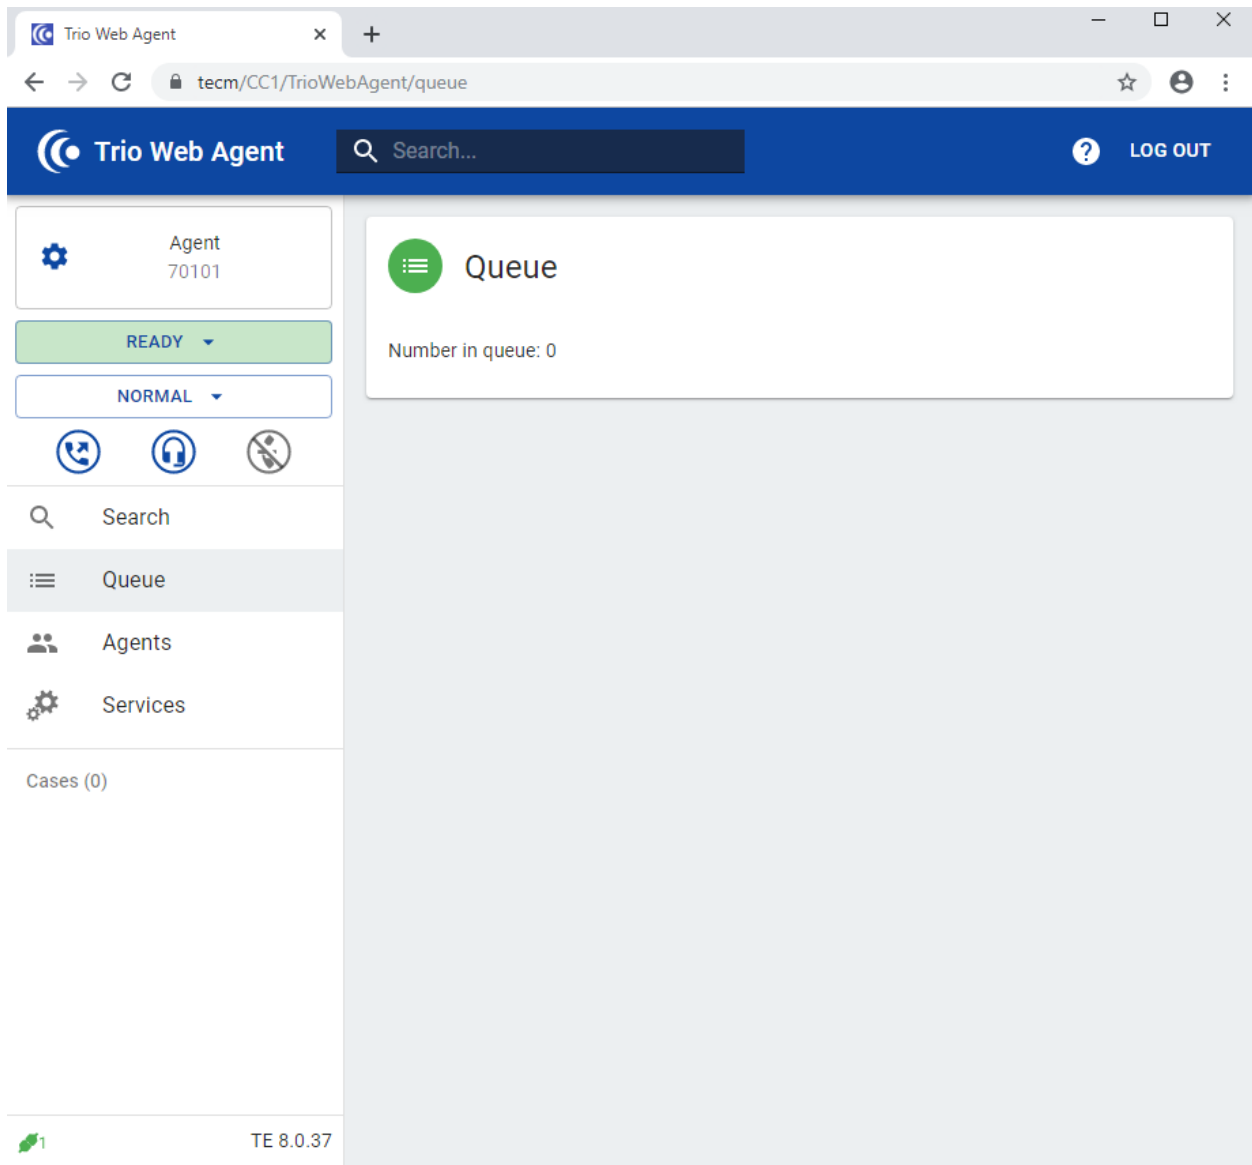 Trio Web Agent
tecm/CC1/TrioWebAgent/queue
Trio Web Agent
Search...
LOG OUT
Agent
70101
READY
NORMAL
Search
Queue
Agents
Services
Cases (0)
1
TE 8.0.37
Queue
Number in queue: 0